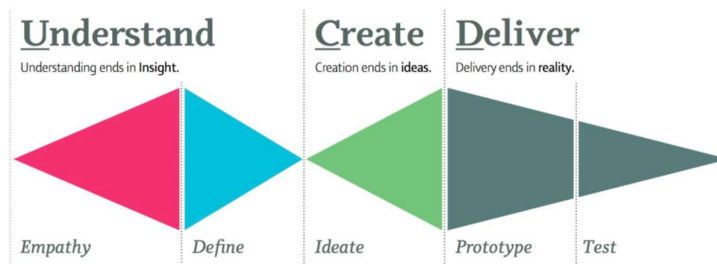 Understand
Understanding ends in Insight.
Create
Creation ends in ideas.
Deliver
Delivery ends in reality.
Empathy
Define
Ideate
Prototype
Test